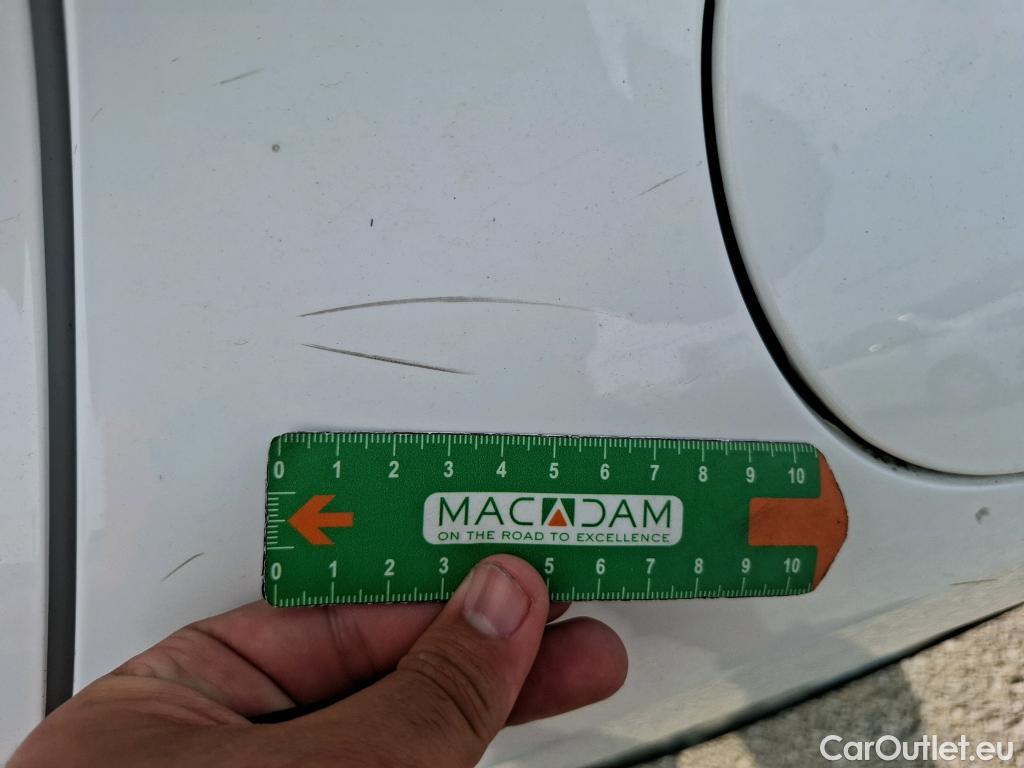 0 1 2 3 4 5 6 7 8 9 10
MACADAM
ON THE ROAD TO EXCELLENCE
0 1 2 3 5 6 7 8 9 10
CarOutlet.eu